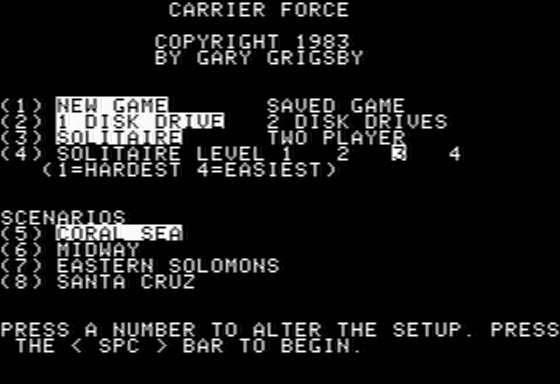 CARRIER FORCE
COPYRIGHT 1983
BY GARY GRIGSBY
(1) NEW GAME SAVED GAME
(2) 1 DISK DRIVE 2 DISK DRIVES
(3) SOLITAIRE TWO PLAYER
(4) SOLITAIRE LEVEL 1 2 3 4
(1=HARDEST 4=EASIEST)
SCENARIOS
(5) CORAL SEA
(6) MIDWAY
(7) EASTERN SOLOMONS
(8) SANTA CRUZ
PRESS A NUMBER TO ALTER THE SETUP. PRESS
THE < SPC > BAR TO BEGIN.